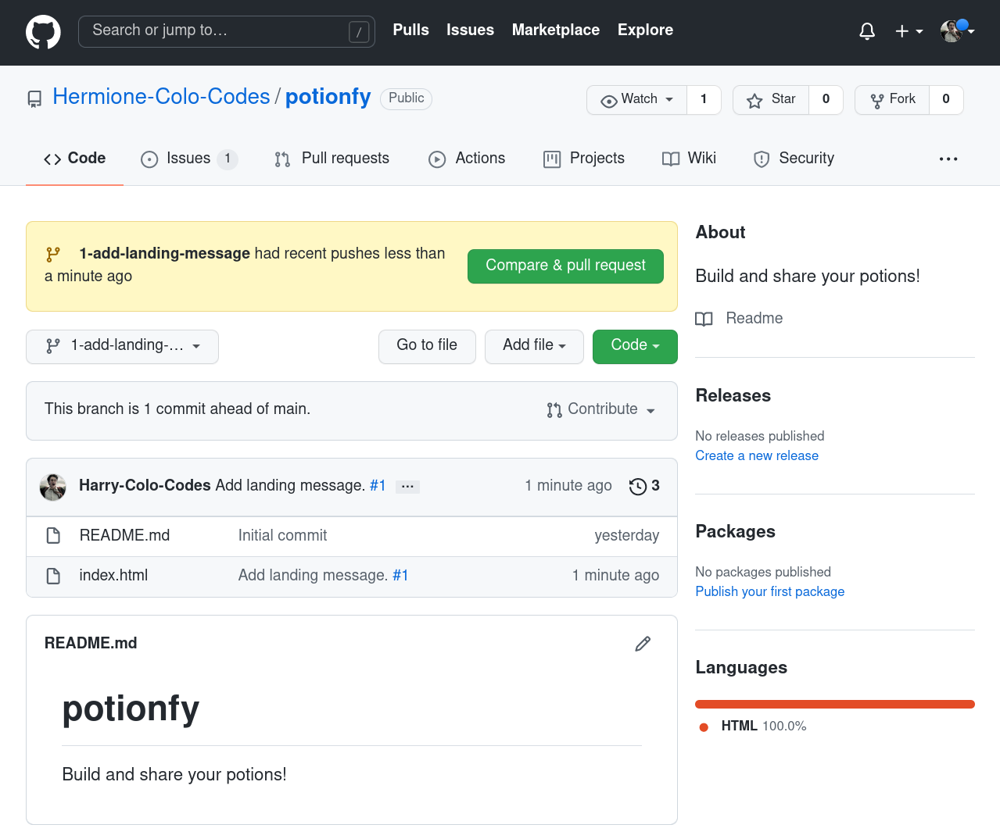 Search or jump to… / Pulls Issues Marketplace Explore
Hermione-Colo-Codes / potionfy Public Watch 1 Star 0 Fork 0
Code Issues 1 Pull requests Actions Projects Wiki Security
1-add-landing-message had recent pushes less than
a minute ago
Compare & pull request
1-add-landing-… Go to file Add file Code
This branch is 1 commit ahead of main. Contribute
Harry-Colo-Codes Add landing message. #1 … 1 minute ago 3
README.md Initial commit yesterday
index.html Add landing message. #1 1 minute ago
README.md
potionfy
Build and share your potions!
About
Build and share your potions!
Readme
Releases
No releases published
Create a new release
Packages
No packages published
Publish your first package
Languages
HTML 100.0%